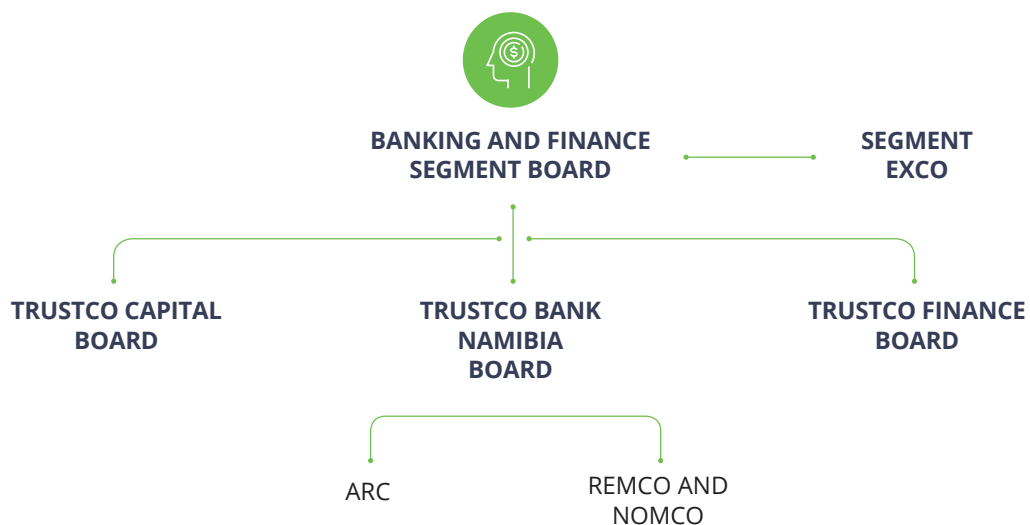 $
BANKING AND FINANCE
SEGMENT BOARD
SEGMENT
EXCO
TRUSTCO CAPITAL
BOARD
TRUSTCO BANK
NAMIBIA
BOARD
TRUSTCO FINANCE
BOARD
ARC
REMCO AND
NOMCO